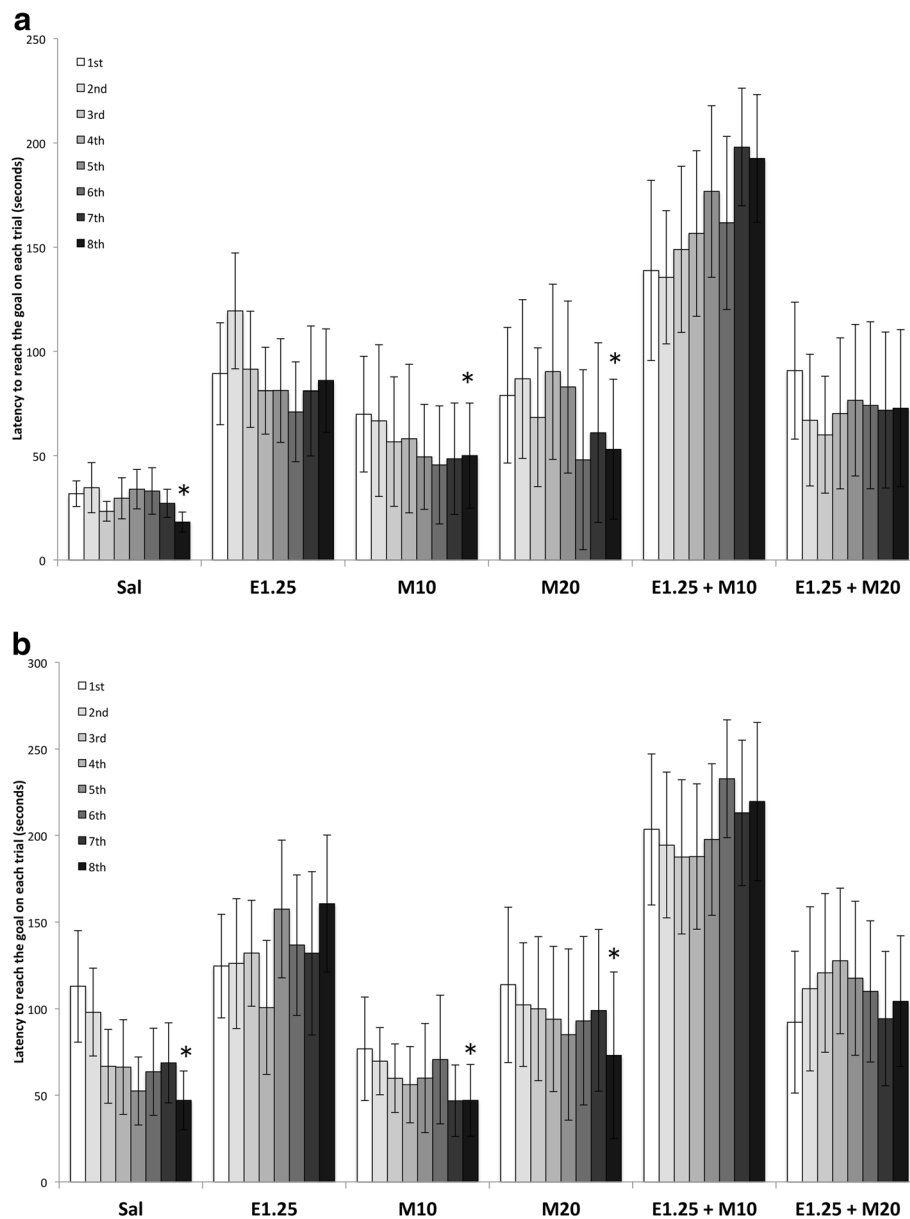 a
250
200
150
100
50
0
Latency to reach the goal on each trial (seconds)
1st
2nd
3rd
4th
5th
6th
7th
8th
*
*
*
Sal E1.25 M10 M20 E1.25 + M10 E1.25 + M20
b
300
250
200
150
100
50
0
Latency to reach the goal on each trial (seconds)
1st
2nd
3rd
4th
5th
6th
7th
8th
*
*
*
Sal E1.25 M10 M20 E1.25 + M10 E1.25 + M20